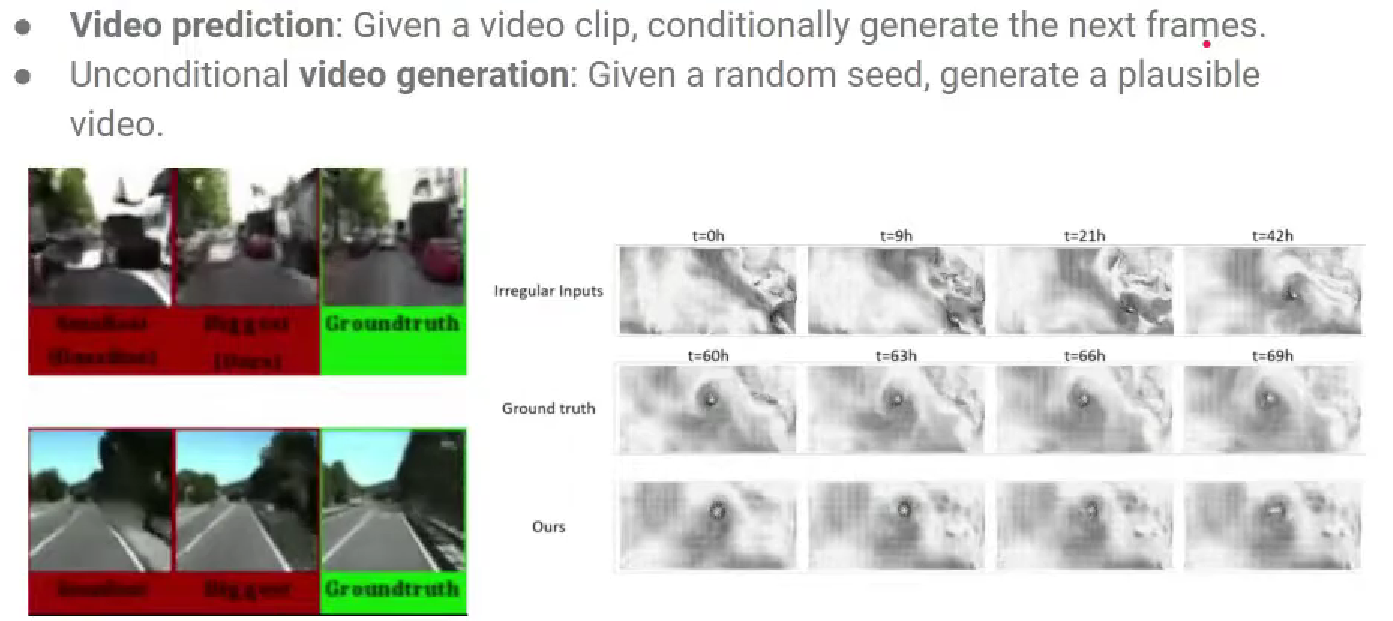 ● Video prediction: Given a video clip, conditionally generate the next frames.
● Unconditional video generation: Given a random seed, generate a plausible
video.
Smallest Biggest Groundtruth
(Baseline) (Ours)
t=0h t=9h t=21h t=42h
Irregular Inputs
t=60h t=63h t=66h t=69h
Ground truth
Ours
Smallest Biggest Groundtruth